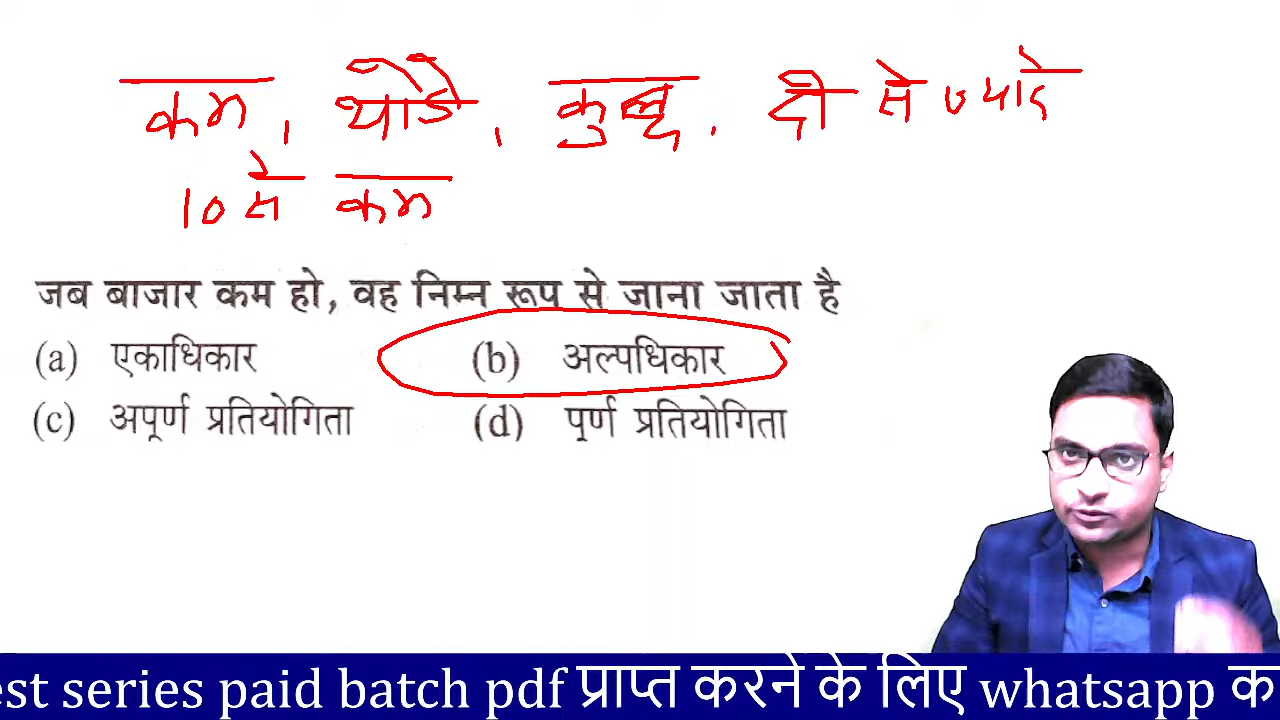 कम, थोडे, कुछ, दो से ज्यादे
10 से कम
जब बाजार कम हो, वह निम्न रूप से जाना जाता है
(a) एकाधिकार (b) अल्पधिकार
(c) अपूर्ण प्रतियोगिता (d) पूर्ण प्रतियोगिता
est series paid batch pdf प्राप्त करने के लिए whatsapp क